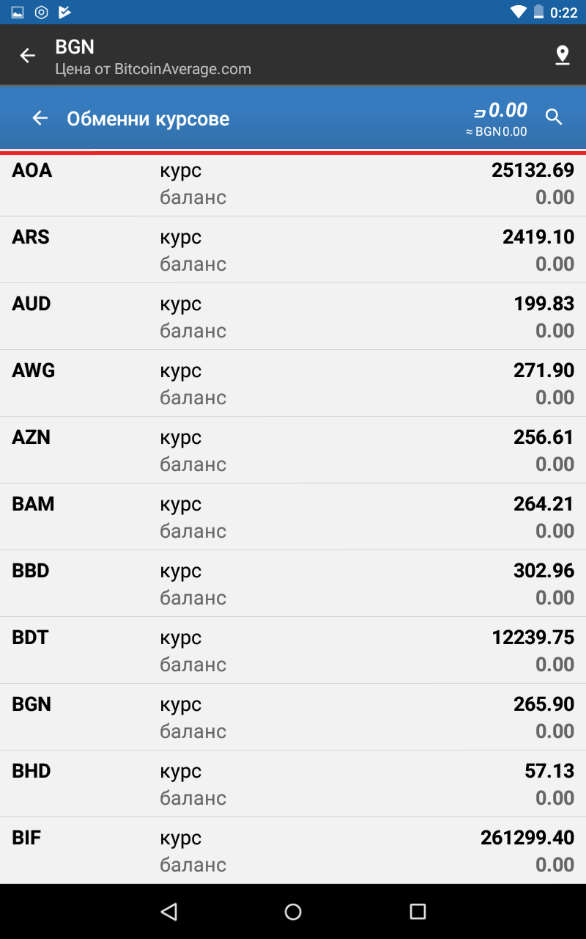 0:22
BGN
Цена от BitcoinAverage.com
Обменни курсове
0.00
≈ BGN 0.00
AOA курс 25132.69
баланс 0.00
ARS курс 2419.10
баланс 0.00
AUD курс 199.83
баланс 0.00
AWG курс 271.90
баланс 0.00
AZN курс 256.61
баланс 0.00
BAM курс 264.21
баланс 0.00
BBD курс 302.96
баланс 0.00
BDT курс 12239.75
баланс 0.00
BGN курс 265.90
баланс 0.00
BHD курс 57.13
баланс 0.00
BIF курс 261299.40
баланс 0.00